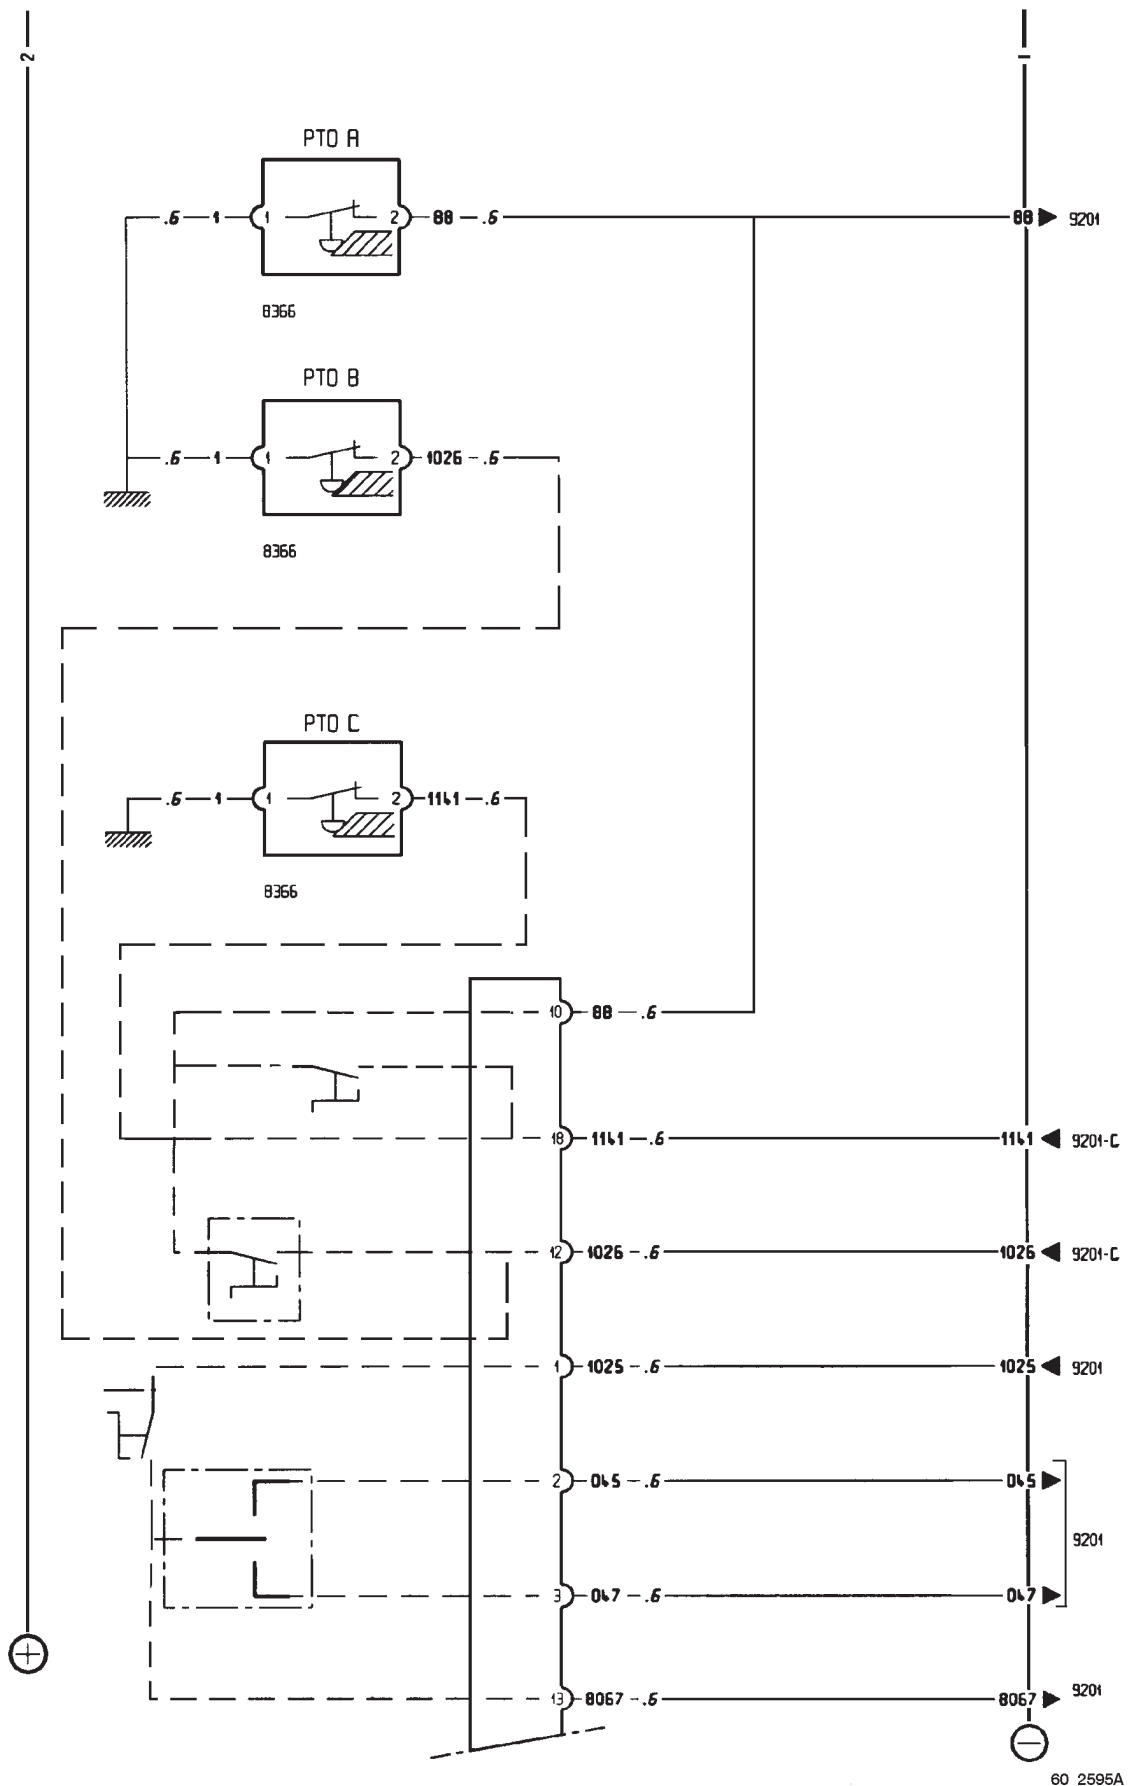 2
PTO A
.6 1 1 2 88 .6 88 9201
8366
PTO B
.6 1 1 2 1026 .6
8366
PTO C
.6 1 1 2 1141 .6
8366
10 88 .6
18 1141 .6 1141 9201-C
12 1026 .6 1026 9201-C
1 1025 .6 1025 9201
2 045 .6 045
9201
3 047 .6 047
13 8067 .6 8067 9201
60 2595A